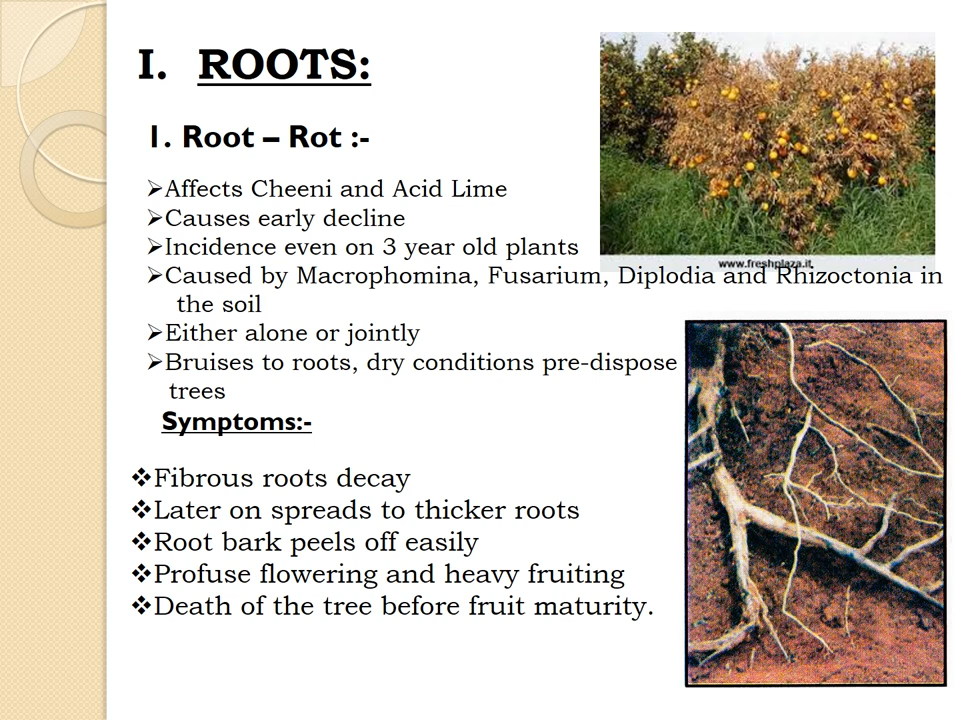 I. ROOTS:
1. Root – Rot :-
➢Affects Cheeni and Acid Lime
➢Causes early decline
➢Incidence even on 3 year old plants
➢Caused by Macrophomina, Fusarium, Diplodia and Rhizoctonia in
the soil
➢Either alone or jointly
➢Bruises to roots, dry conditions pre-dispose
trees
Symptoms:-
❖Fibrous roots decay
❖Later on spreads to thicker roots
❖Root bark peels off easily
❖Profuse flowering and heavy fruiting
❖Death of the tree before fruit maturity.
www.freshplaza.it